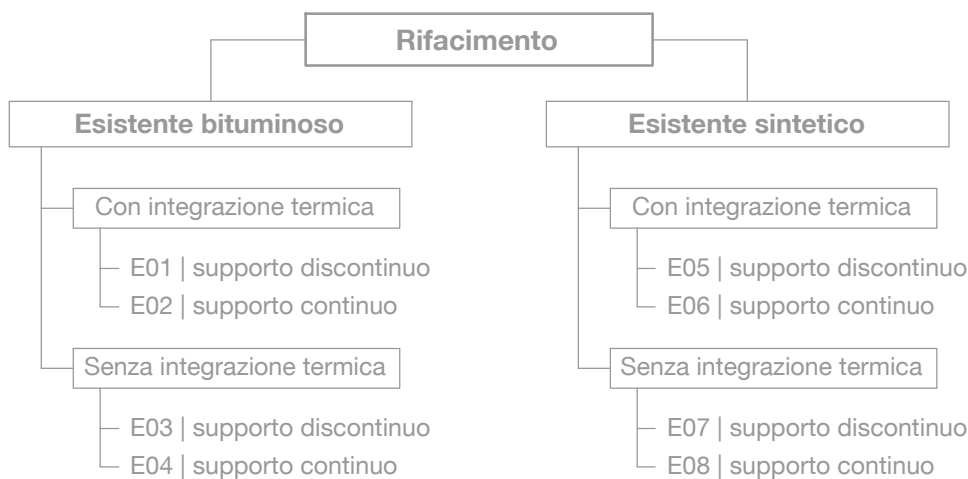 Rifacimento
Esistente bituminoso
Con integrazione termica
E01 | supporto discontinuo
E02 | supporto continuo
Senza integrazione termica
E03 | supporto discontinuo
E04 | supporto continuo
Esistente sintetico
Con integrazione termica
E05 | supporto discontinuo
E06 | supporto continuo
Senza integrazione termica
E07 | supporto discontinuo
E08 | supporto continuo